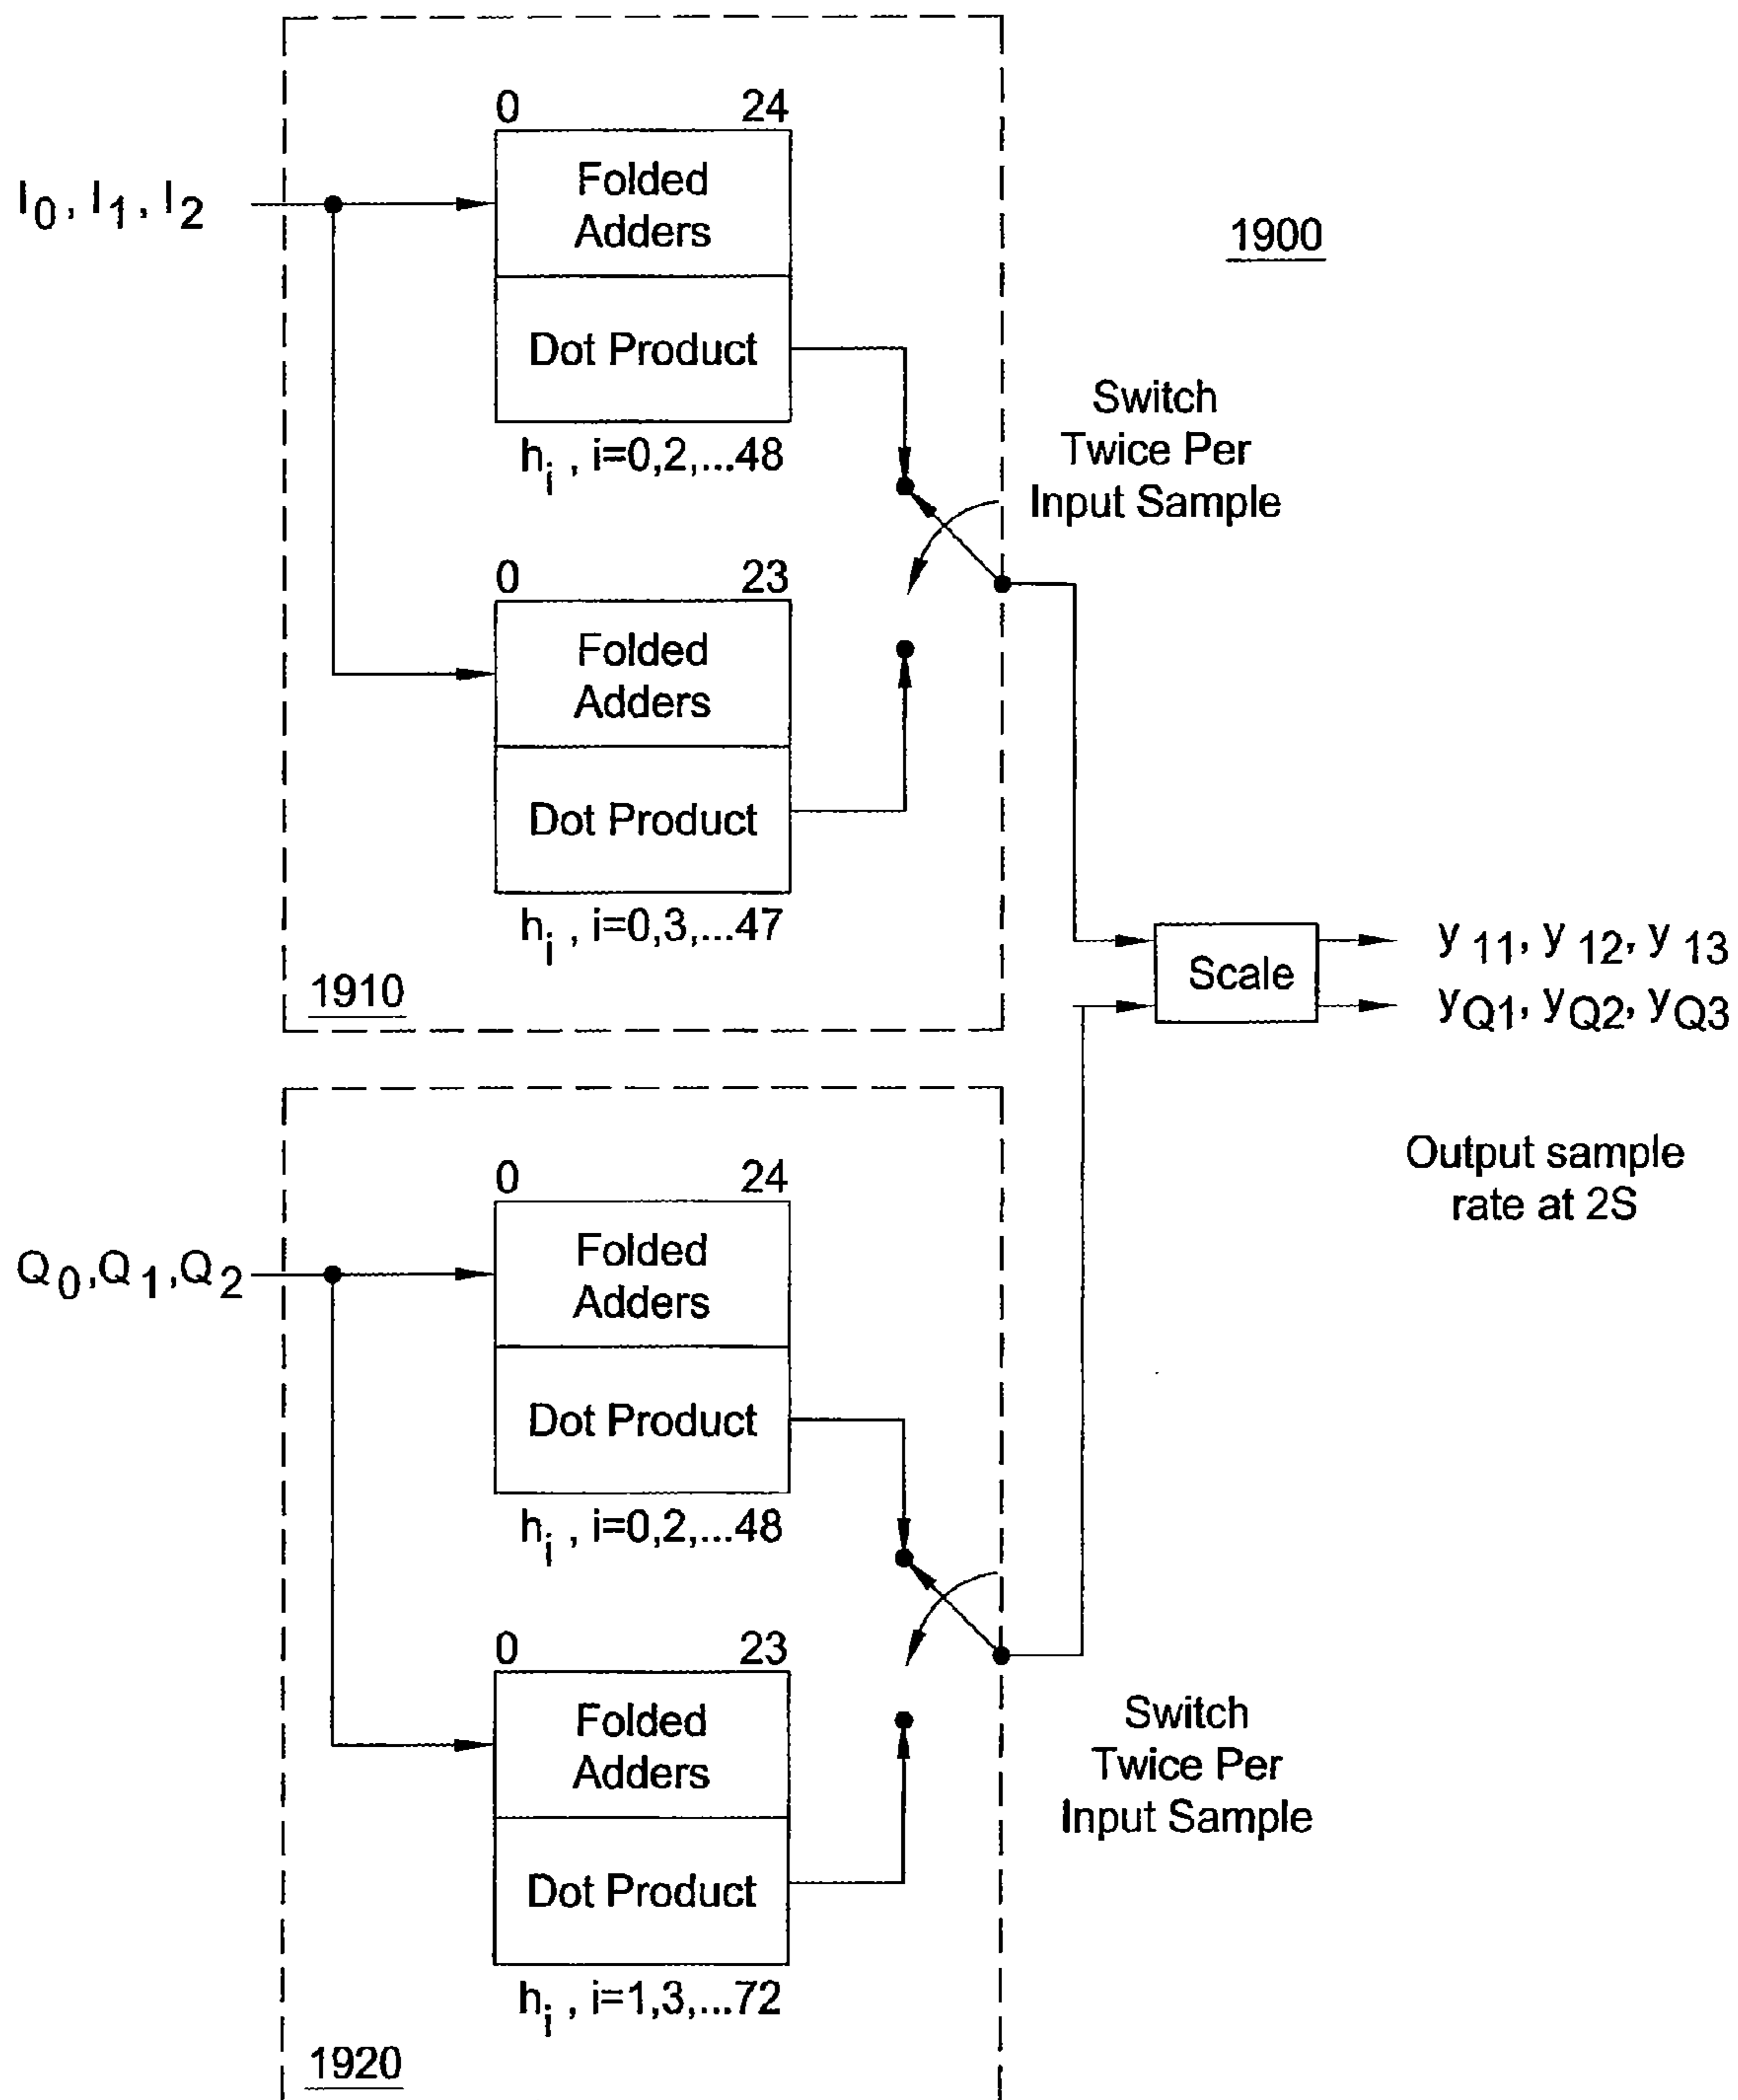 0 24
Folded
Adders
I0, I1, I2
1900
Dot Product
Switch
Twice Per
Input Sample
hi, i=0,2,...48
0 23
Folded
Adders
Dot Product
hi, i=0,3,...47
1910
Scale
y11, y12, y13
yQ1, yQ2, yQ3
Output sample
rate at 2S
0 24
Folded
Adders
Q0,Q1,Q2
Dot Product
hi, i=0,2,...48
0 23
Folded
Adders
Switch
Twice Per
Input Sample
Dot Product
hi, i=1,3,...72
1920